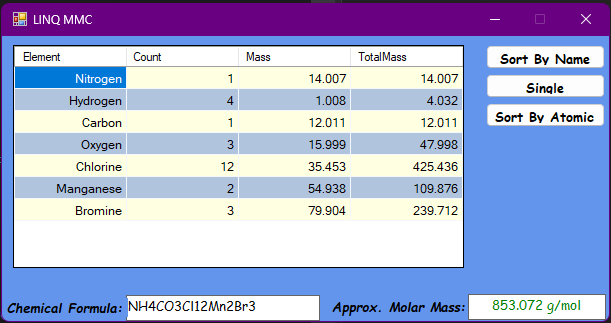 LINQ MMC
Element Count Mass TotalMass
Nitrogen 1 14.007 14.007
Hydrogen 4 1.008 4.032
Carbon 1 12.011 12.011
Oxygen 3 15.999 47.998
Chlorine 12 35.453 425.436
Manganese 2 54.938 109.876
Bromine 3 79.904 239.712
Sort By Name
Single
Sort By Atomic
Chemical Formula: NH4CO3Cl12Mn2Br3 Approx. Molar Mass: 853.072 g/mol